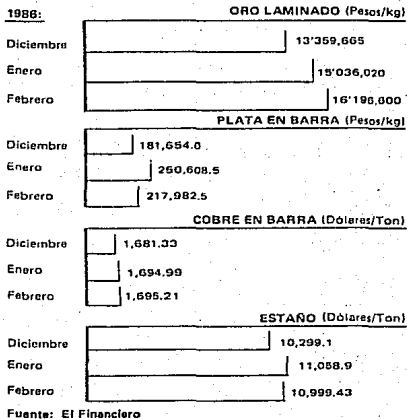 1986: ORO LAMINADO (Pesos/kg)
Diciembre 13'359,665
Enero 15'036,020
Febrero 16'196,600
PLATA EN BARRA (Pesos/kg)
Diciembre 181,654.0
Enero 250,608.5
Febrero 217,982.5
COBRE EN BARRA (Dólares/Ton)
Diciembre 1,681.33
Enero 1,694.99
Febrero 1,695.21
ESTAÑO (Dólares/Ton)
Diciembre 10,299.1
Enero 11,058.9
Febrero 10,999.43
Fuente: El Financiero